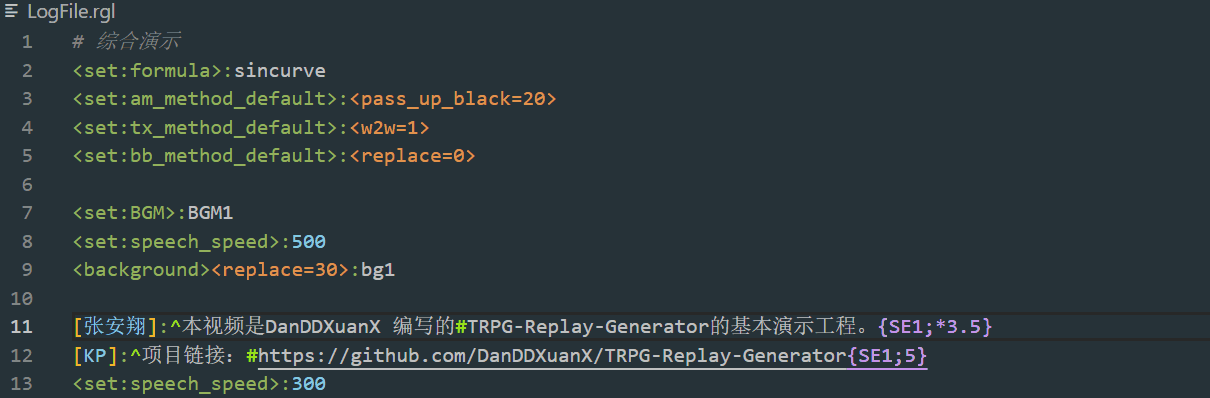 LogFile.rgl
1 # 综合演示
2 <set:formula>:sincurve
3 <set:am_method_default>:<pass_up_black=20>
4 <set:tx_method_default>:<w2w=1>
5 <set:bb_method_default>:<replace=0>
6
7 <set:BGM>:BGM1
8 <set:speech_speed>:500
9 <background><replace=30>:bg1
10
11 [张安翔]:^本视频是DanDDXuanX 编写的#TRPG-Replay-Generator的基本演示工程。{SE1;*3.5}
12 [KP]:^项目链接：#https://github.com/DanDDXuanX/TRPG-Replay-Generator{SE1;5}
13 <set:speech_speed>:300